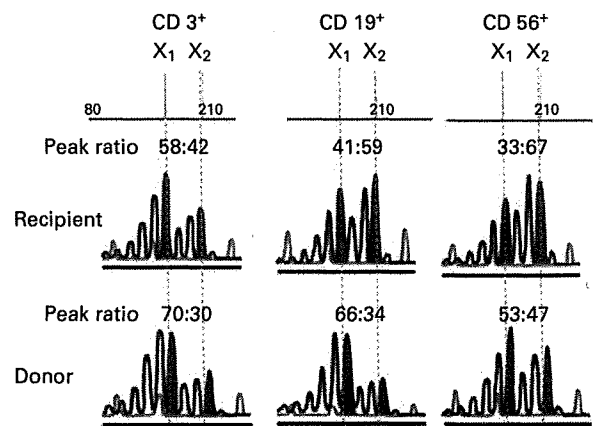 CD 3⁺ CD 19⁺ CD 56⁺
X₁ X₂ X₁ X₂ X₁ X₂
80 210 210 210
Peak ratio 58:42 41:59 33:67
Recipient
Peak ratio 70:30 66:34 53:47
Donor